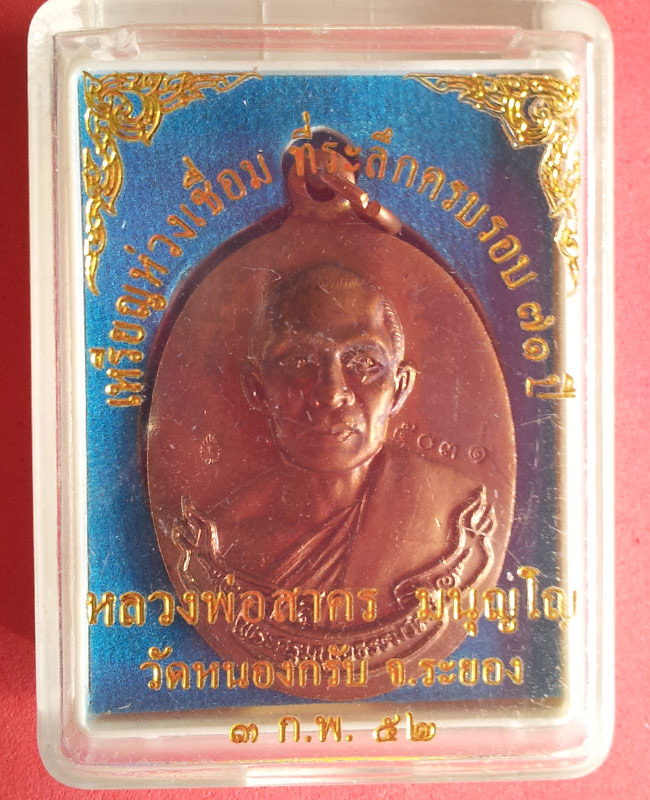 เหรียญห่วงเชื่อม ที่ระลึกครบรอบ ๗๑ ปี
๕๐๓๑
หลวงพ่อสาคร มนุญฺโญ
วัดหนองกรับ จ.ระยอง
๓ ก.พ. ๕๒